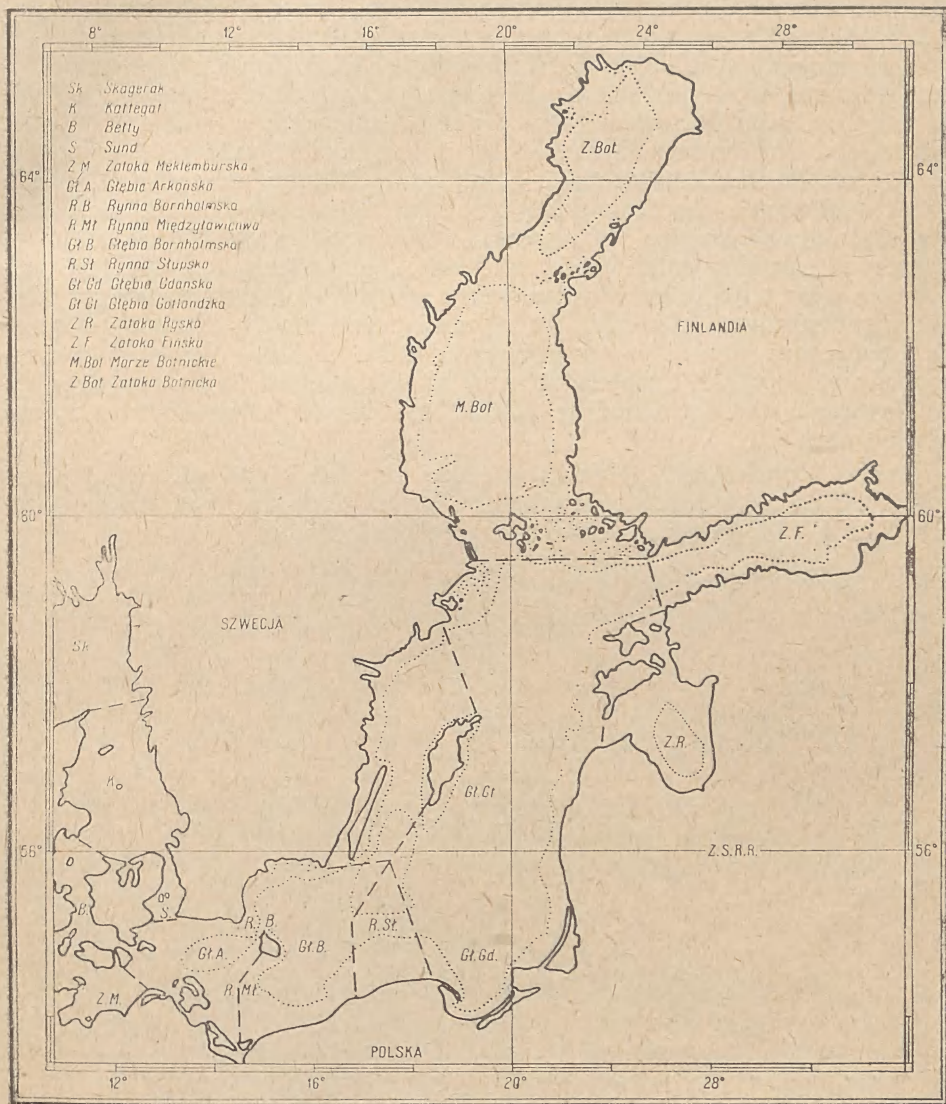 8° 12° 16° 20° 24° 28°
Sk Skagerak
K Kattegat
B Bełty
S Sund
Z M Zatoka Meklemburska
Gł.A Głębia Arkońska
R.B Rynna Bornholmska
R.Mł Rynna Międzyławicowa
Gł.B Głębia Bornholmska
R.Sł Rynna Słupska
Gł Gd Głębia Gdańska
Gł Gt Głębia Gotlandzka
Z.R. Zatoka Ryska
Z.F. Zatoka Fińska
M.Bot Morze Botnickie
Z.Bot Zatoka Botnicka
Z.Bot.
64° 64°
FINLANDIA
M.Bot
60° 60°
Z.F.
SZWECJA
Sk
Z.R.
K
Gł.Gt
56° Z.S.R.R. 56°
B. S. R. B. R.Sł.
Gł.A. Gł.B. Gł.Gd.
Z.M. R.Mł.
POLSKA
12° 16° 20° 28°